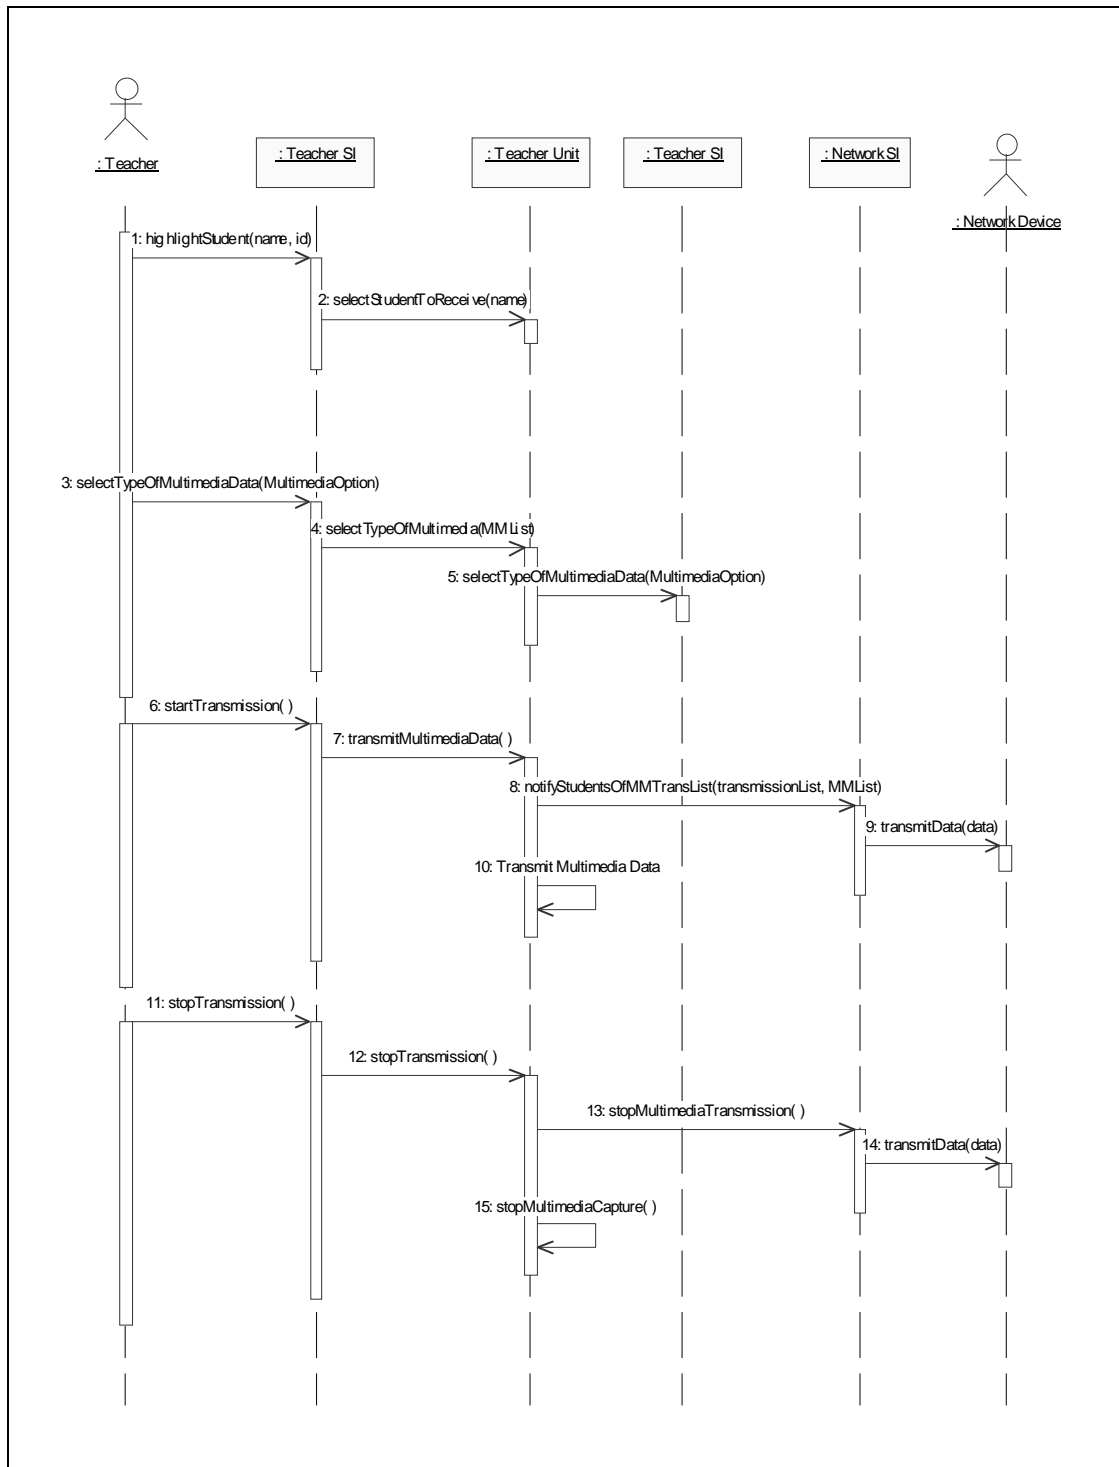 : Teacher
: Teacher SI
: Teacher Unit
: Teacher SI
: NetworkSI
: Network Device
1: highlightStudent(name, id)
2: selectStudentToReceive(name)
3: selectTypeOfMultimediaData(MultimediaOption)
4: selectTypeOfMultimedia(MMList)
5: selectTypeOfMultimediaData(MultimediaOption)
6: startTransmission( )
7: transmitMultimediaData( )
8: notifyStudentsOfMMTransList(transmissionList, MMList)
9: transmitData(data)
10: Transmit Multimedia Data
11: stopTransmission( )
12: stopTransmission( )
13: stopMultimediaTransmission( )
14: transmitData(data)
15: stopMultimediaCapture( )